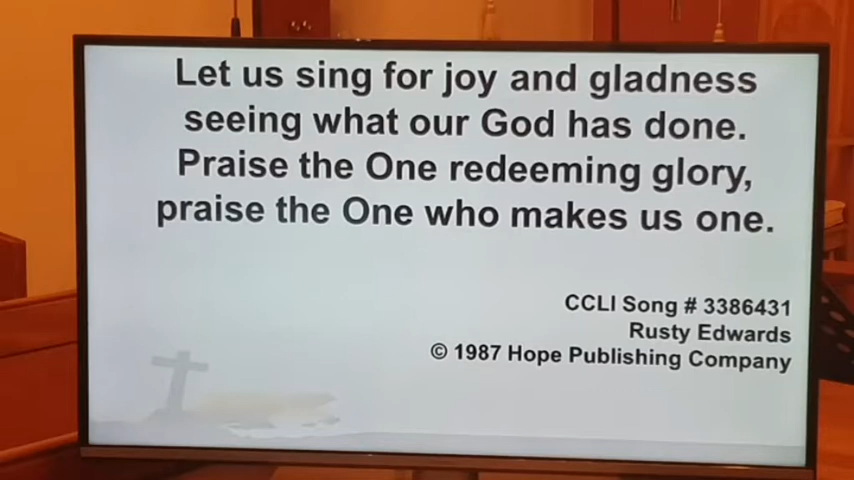 Let us sing for joy and gladness
seeing what our God has done.
Praise the One redeeming glory,
praise the One who makes us one.
CCLI Song # 3386431
Rusty Edwards
© 1987 Hope Publishing Company